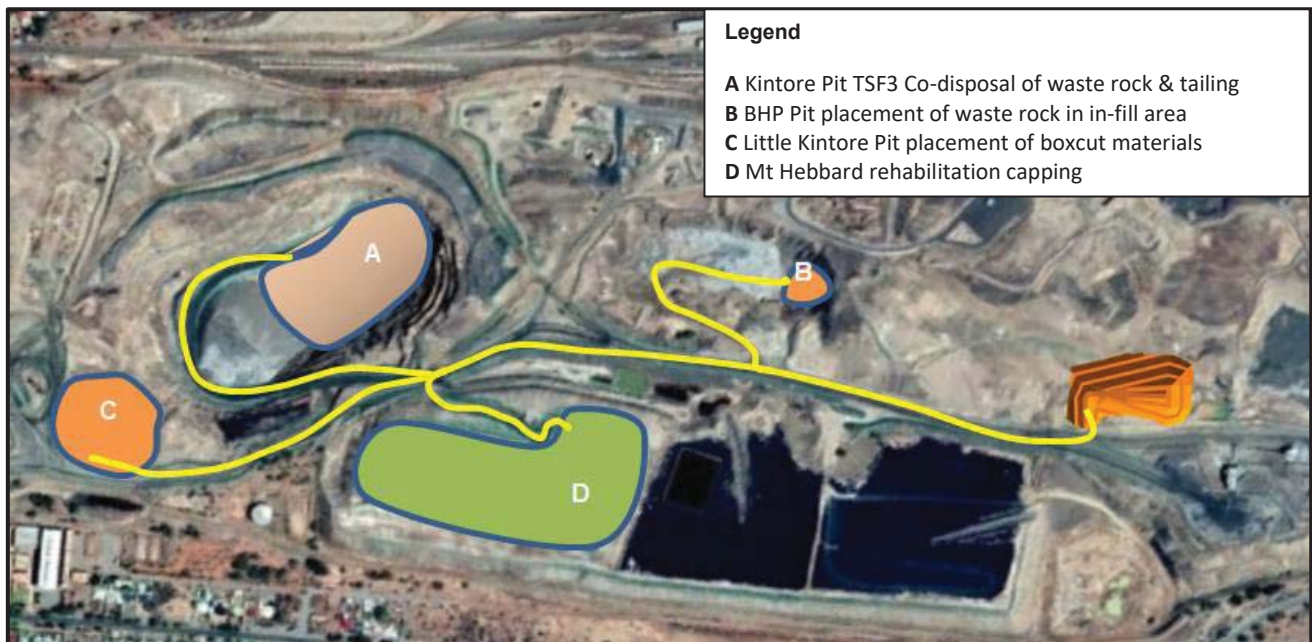 Legend
A Kintore Pit TSF3 Co-disposal of waste rock & tailing
B BHP Pit placement of waste rock in in-fill area
C Little Kintore Pit placement of boxcut materials
D Mt Hebbard rehabilitation capping
A
B
C
D